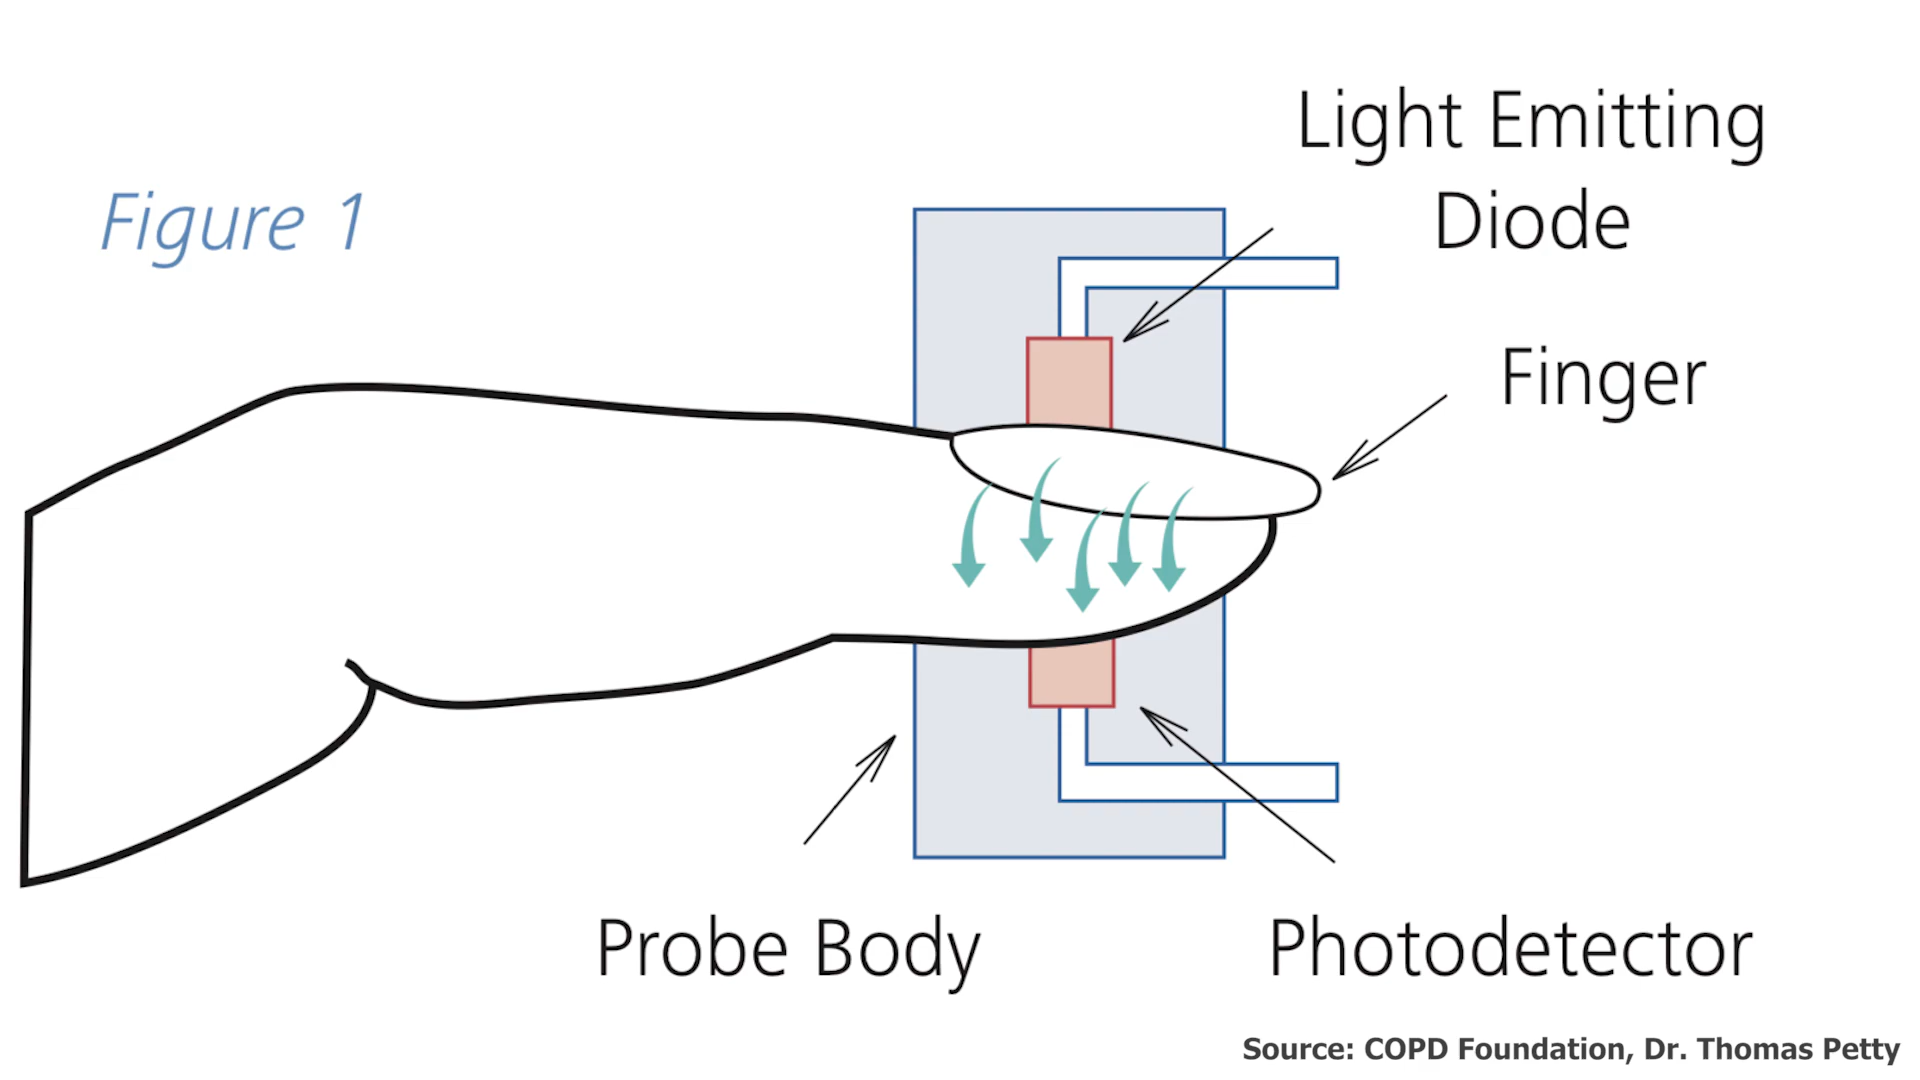 Figure 1
Light Emitting
Diode
Finger
Probe Body
Photodetector
Source: COPD Foundation, Dr. Thomas Petty